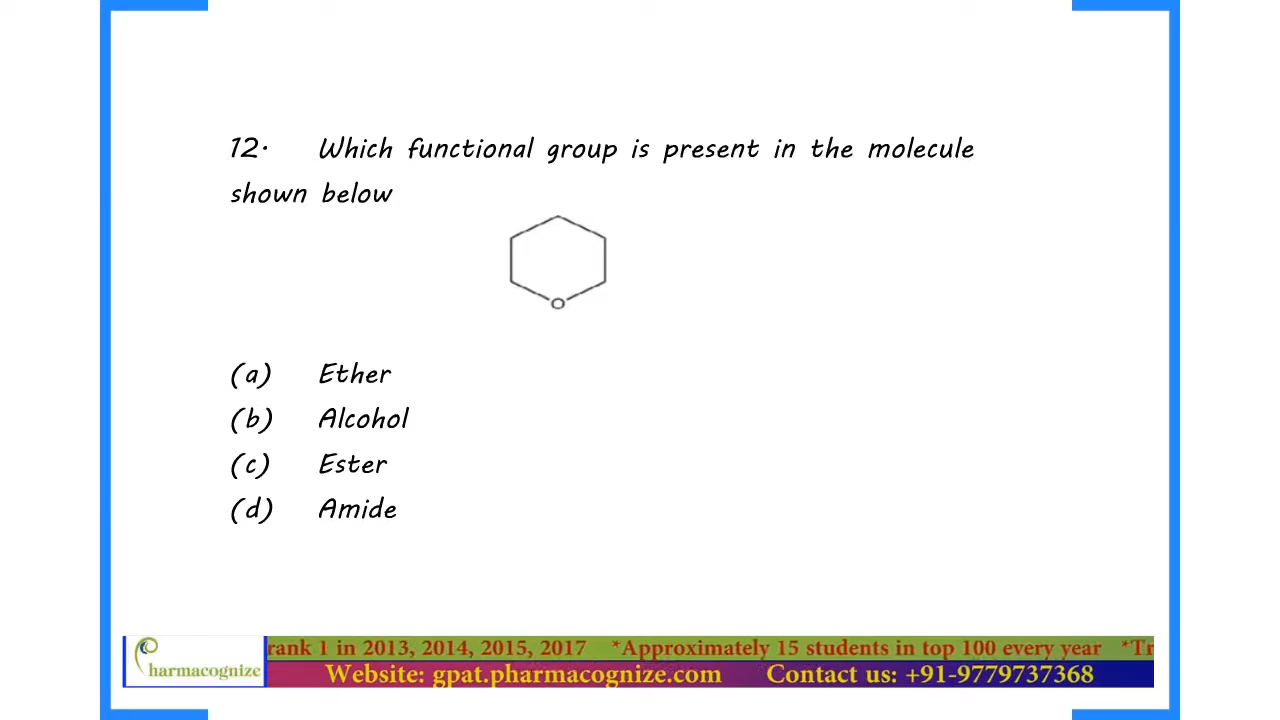 12. Which functional group is present in the molecule
shown below
O
(a) Ether
(b) Alcohol
(c) Ester
(d) Amide
rank 1 in 2013, 2014, 2015, 2017 *Approximately 15 students in top 100 every year *Tr
Pharmacognize
Website: gpat.pharmacognize.com Contact us: +91-9779737368